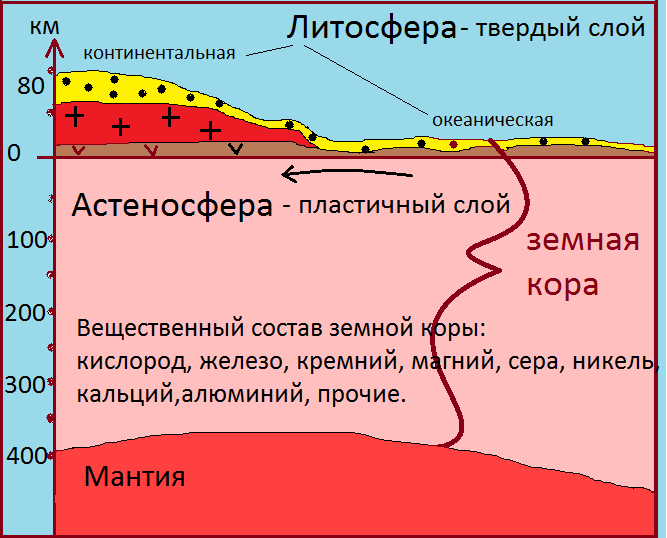 км
Литосфера - твердый слой
континентальная
80
океаническая
0
Астеносфера - пластичный слой
100
земная
кора
200
Вещественный состав земной коры:
кислород, железо, кремний, магний, сера, никель,
300
кальций,алюминий, прочие.
400
Мантия